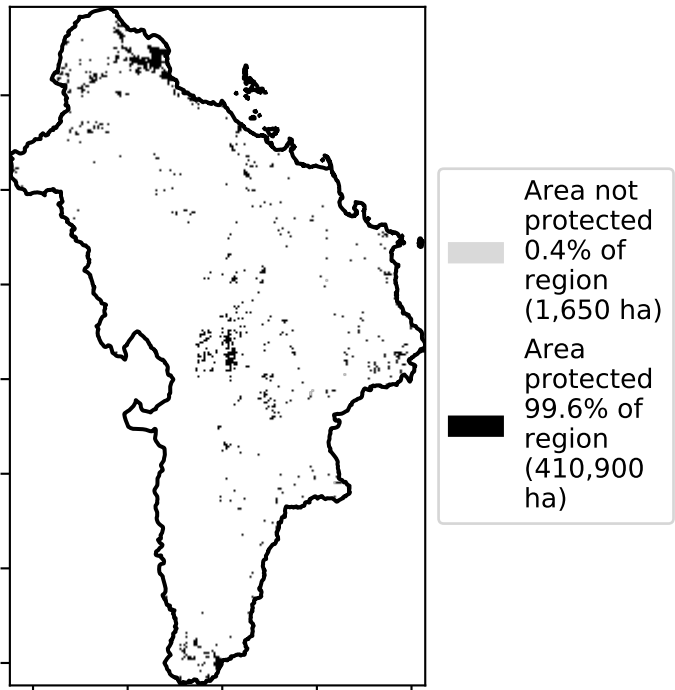 Area not
protected
0.4% of
region
(1,650 ha)
Area
protected
99.6% of
region
(410,900
ha)